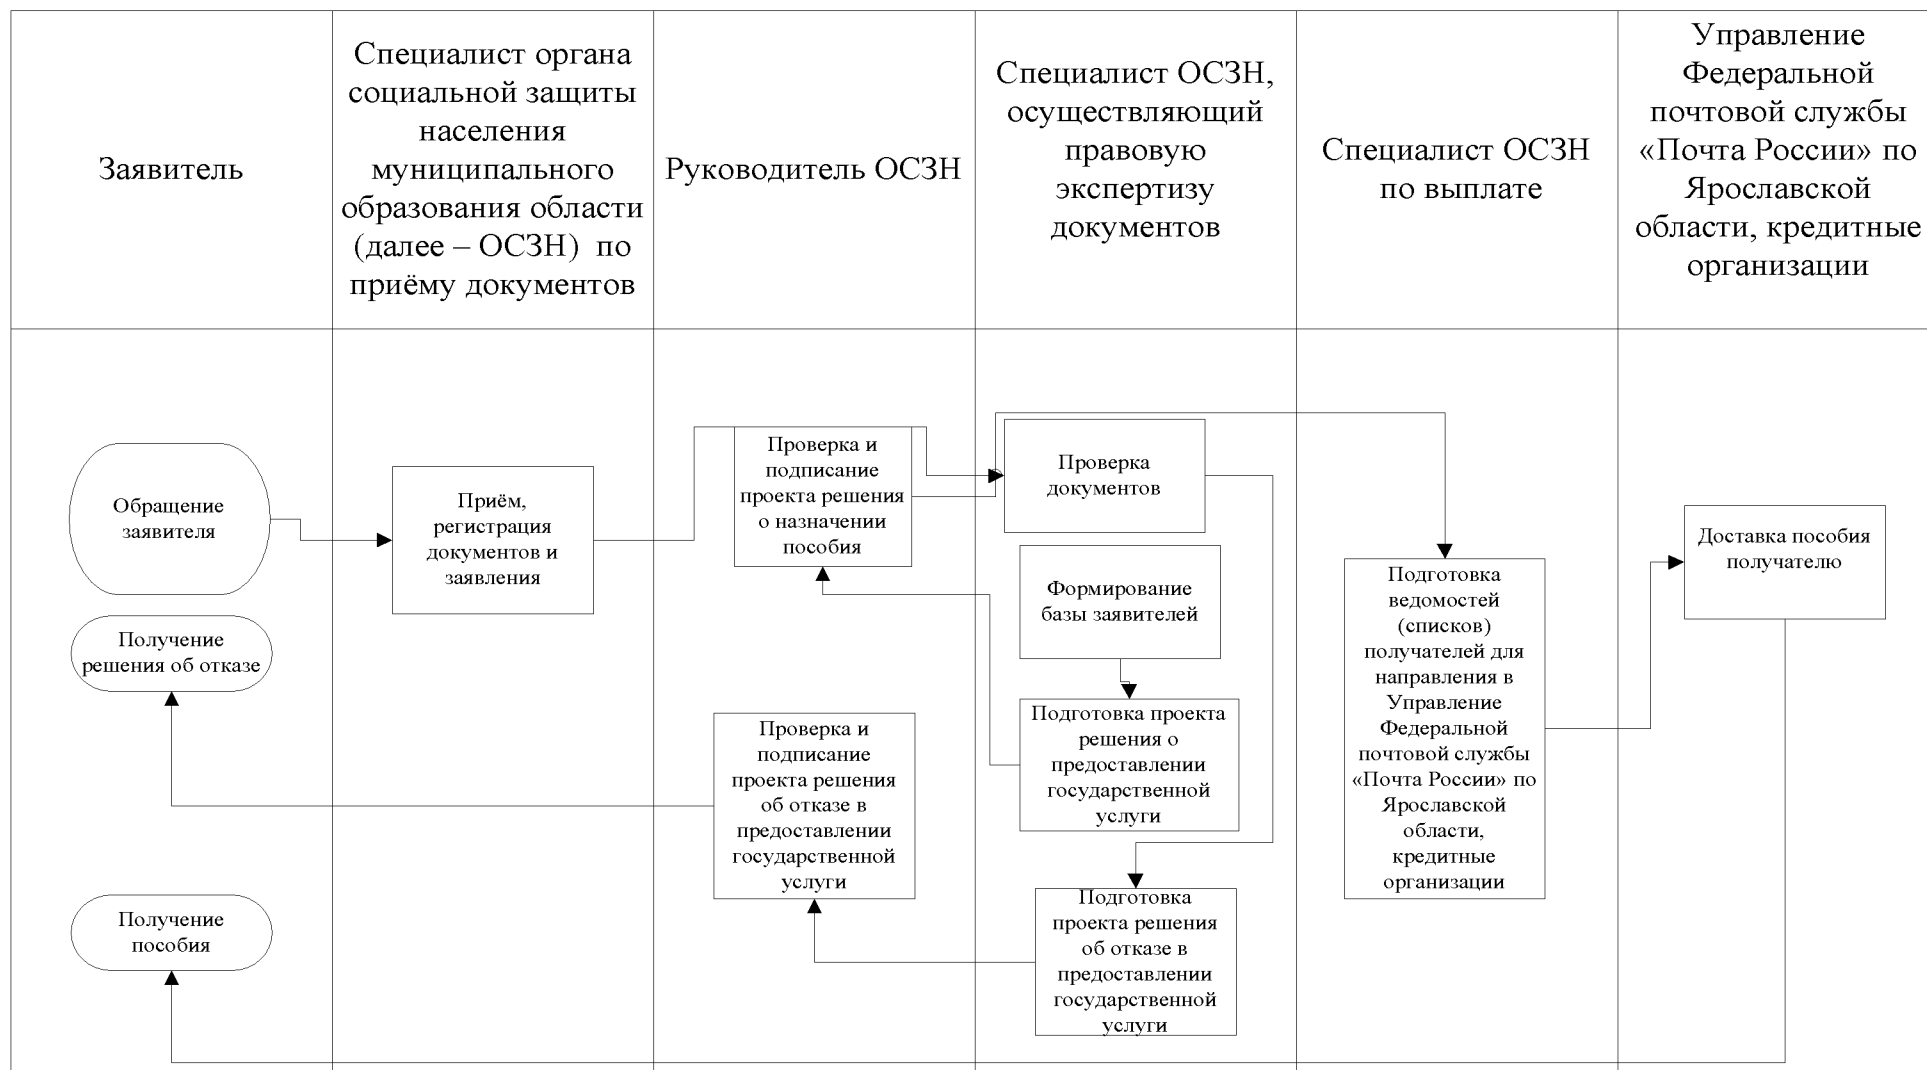 Заявитель
Специалист органа
социальной защиты
населения
муниципального
образования области
(далее – ОСЗН)  по
приёму документов
Руководитель ОСЗН
Специалист ОСЗН,
осуществляющий
правовую
экспертизу
документов
Специалист ОСЗН
по выплате
Управление
Федеральной
почтовой службы
«Почта России» по
Ярославской
области, кредитные
организации
Обращение
заявителя
Получение
решения об отказе
Получение
пособия
Приём,
регистрация
документов и
заявления
Проверка и
подписание
проекта решения
о назначении
пособия
Проверка и
подписание
проекта решения
об отказе в
предоставлении
государственной
услуги
Проверка
документов
Формирование
базы заявителей
Подготовка проекта
решения о
предоставлении
государственной
услуги
Подготовка
проекта решения
об отказе в
предоставлении
государственной
услуги
Подготовка
ведомостей
(списков)
получателей для
направления в
Управление
Федеральной
почтовой службы
«Почта России» по
Ярославской
области,
кредитные
организации
Доставка пособия
получателю